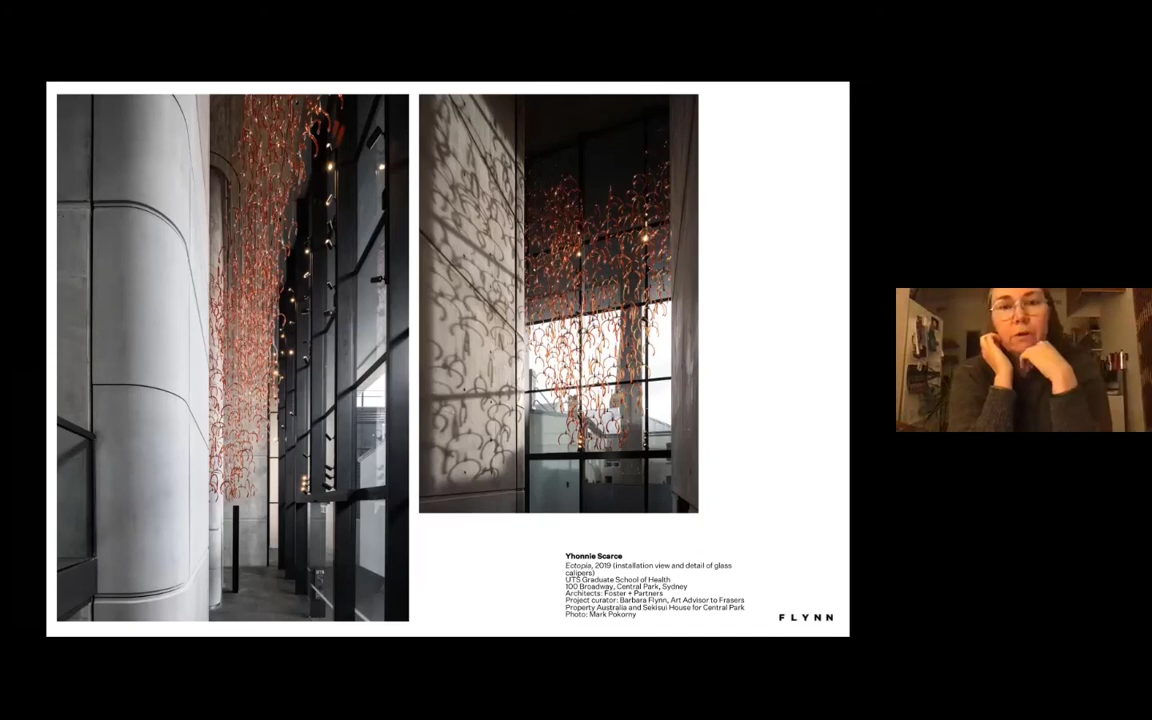 Yhonnie Scarce
Ectopia, 2019 (installation view and detail of glass
calipers)
UTS Graduate School of Health
100 Broadway, Central Park, Sydney
Architects: Foster + Partners
Project curator: Barbara Flynn, Art Advisor to Frasers
Property Australia and Sekisui House for Central Park
Photo: Mark Pokorny
FLYNN